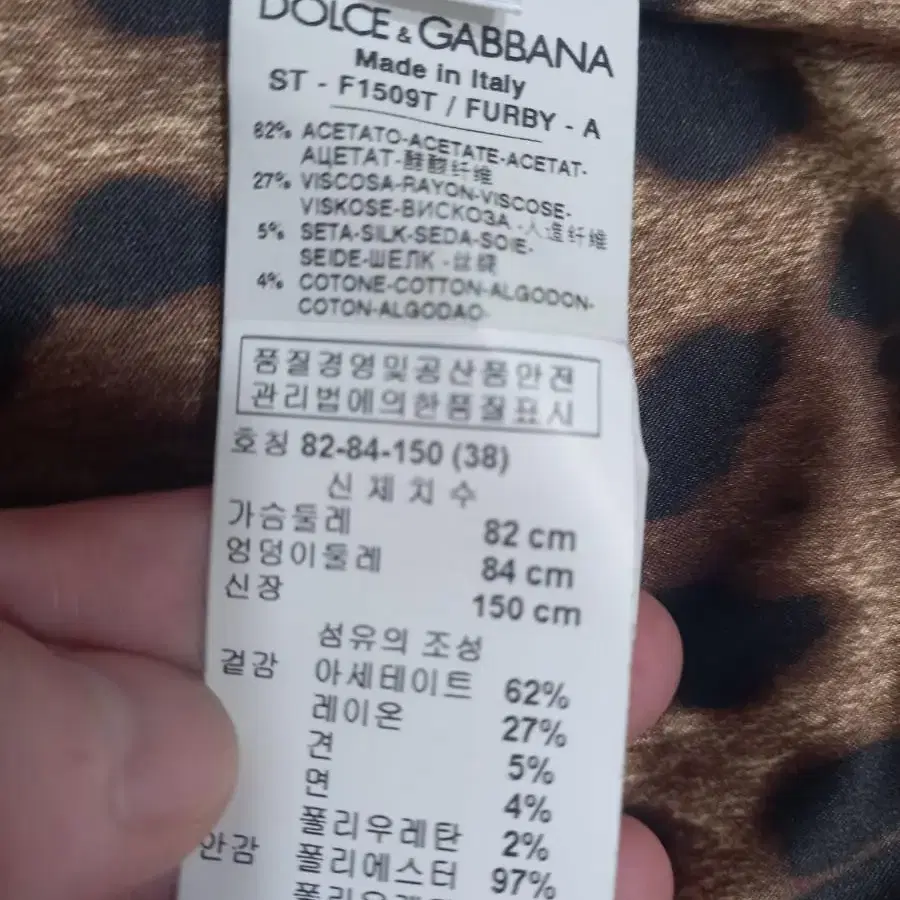 DOLCE & GABBANA
Made in Italy
ST - F1509T / FURBY - A
62% ACETATO-ACETATE-ACETAT-
АЦЕТАТ-醋酸纤维
27% VISCOSA-RAYON-VISCOSE-
VISKOSE-ВИСКОЗА -人造纤维
5% SETA-SILK-SEDA-SOIE-
SEIDE-ШЕЛК -丝绸
4% COTONE-COTTON-ALGODON-
COTON-ALGODAO-
품질경영및공산품안전
관리법에의한품질표시
호칭 82-84-150 (38)
신체치수
가슴둘레 82 cm
엉덩이둘레 84 cm
신장 150 cm
섬유의 조성
겉감 아세테이트 62%
레이온 27%
견 5%
면 4%
폴리우레탄 2%
안감 폴리에스터 97%